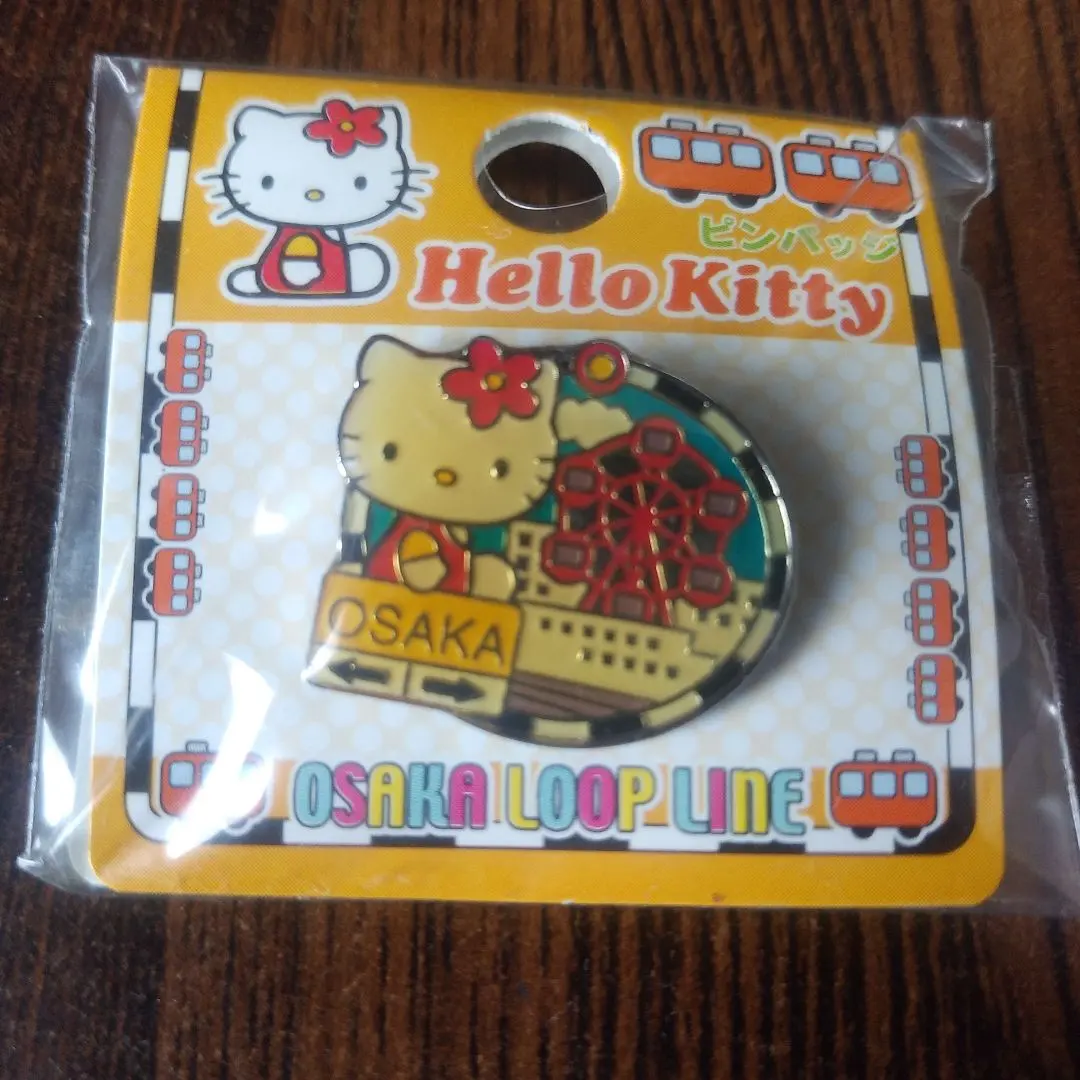 ピンバッジ
Hello Kitty
OSAKA
OSAKA LOOP LINE